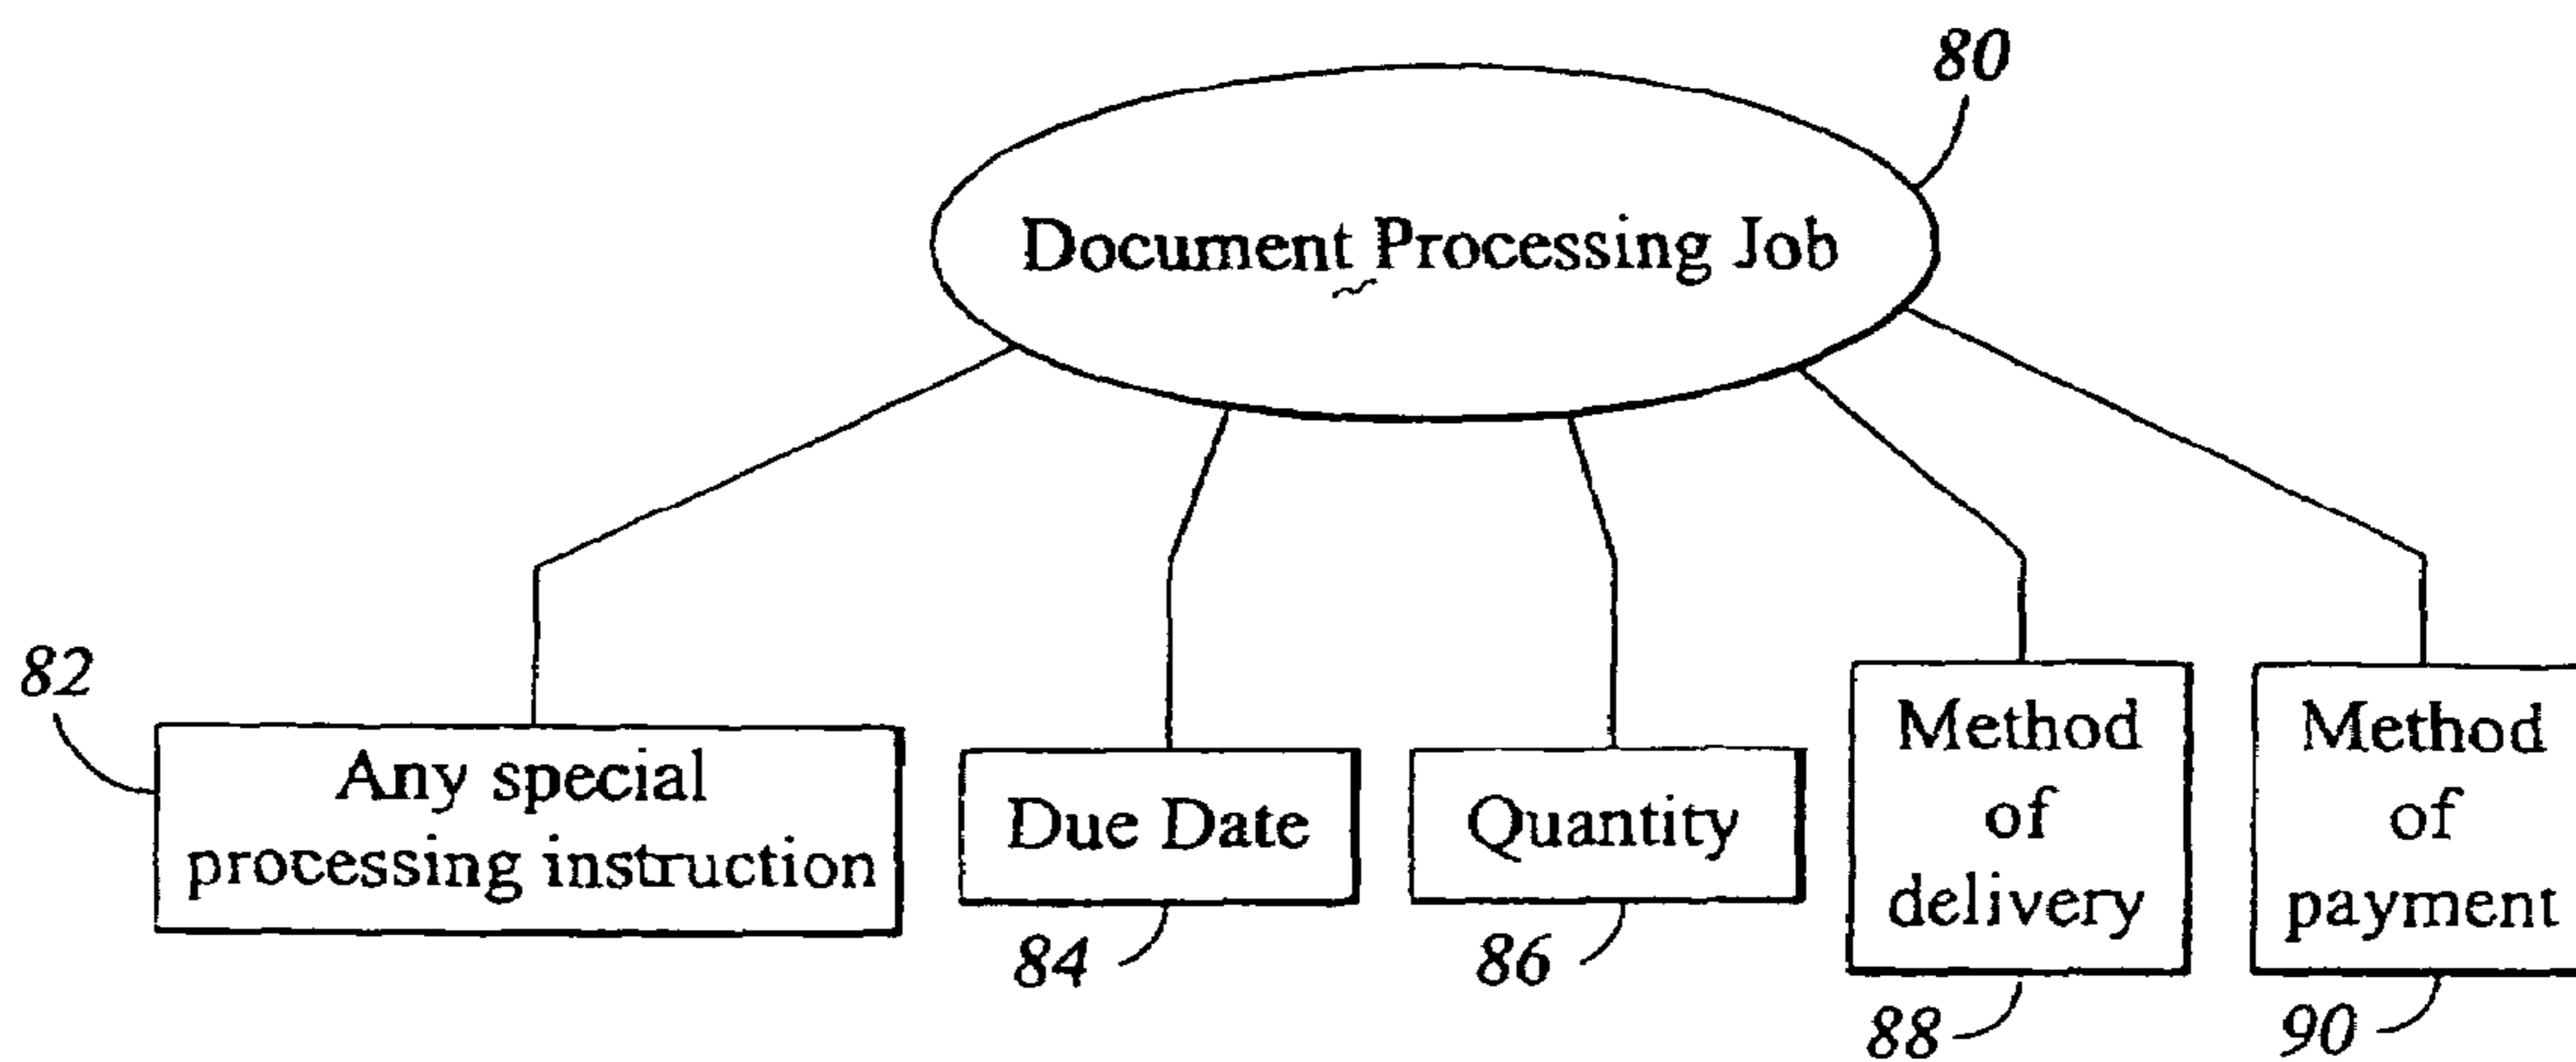 80
Document Processing Job
82
Any special
processing instruction
Due Date
84
Quantity
86
Method
of
delivery
88
Method
of
payment
90